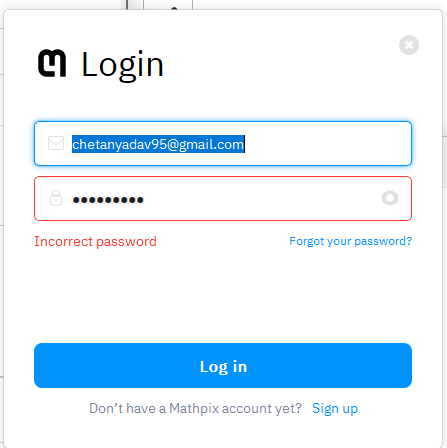 Login
chetanyadav95@gmail.com
•••••••••
Incorrect password
Forgot your password?
Log in
Don't have a Mathpix account yet? Sign up